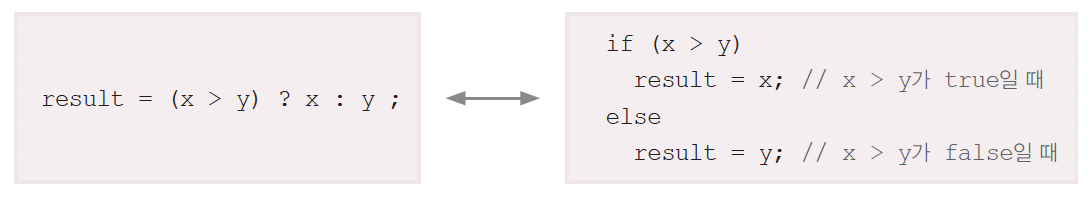 result = (x > y) ? x : y ;
if (x > y)
result = x; // x > y가 true일 때
else
result = y; // x > y가 false일 때